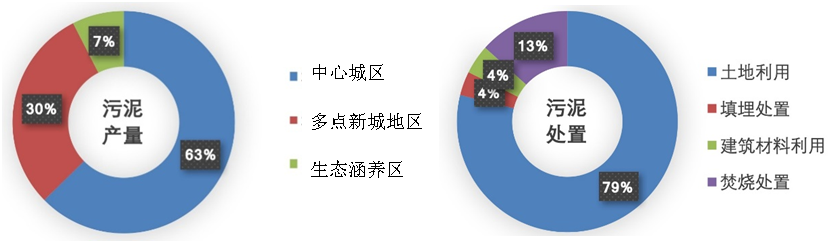 7%
30%
63%
污泥
产量
中心城区
多点新城地区
生态涵养区
13%
4%
4%
79%
污泥
处置
土地利用
填埋处置
建筑材料利用
焚烧处置